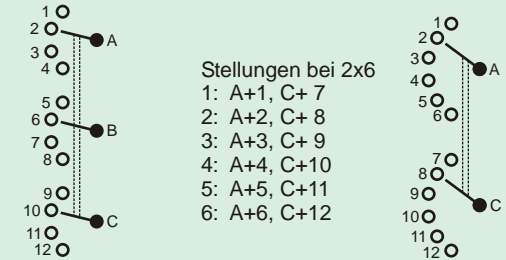 1
2
A
3
4
5
6
B
7
8
9
10
C
11
12
Stellungen bei 2x6
1: A+1, C+ 7
2: A+2, C+ 8
3: A+3, C+ 9
4: A+4, C+10
5: A+5, C+11
6: A+6, C+12
1
2
3
A
4
5
6
7
8
9
C
10
11
12